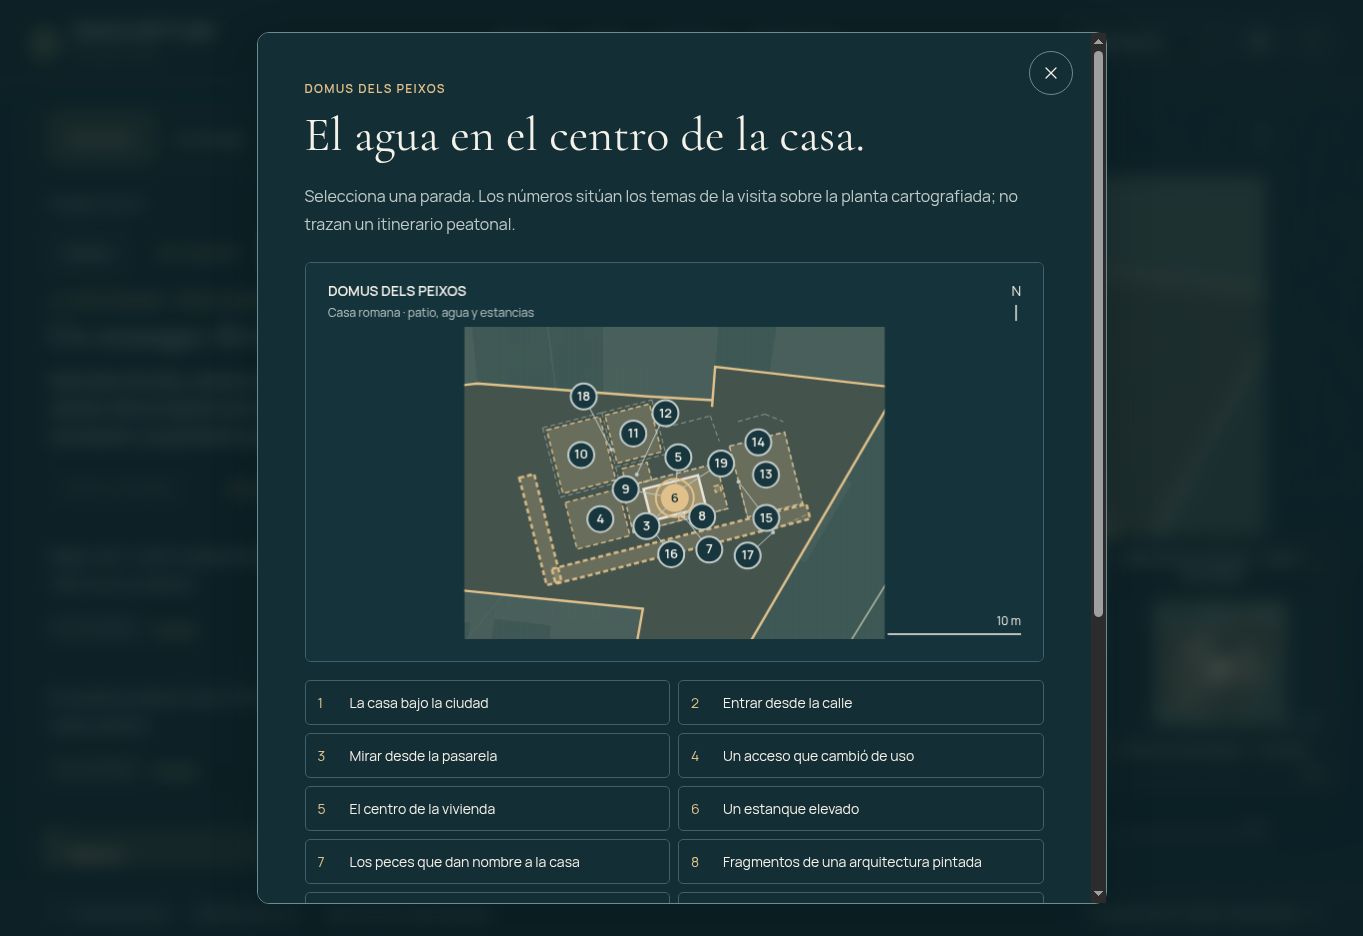 DOMUS DELS PEIXOS
El agua en el centro de la casa.
Selecciona una parada. Los números sitúan los temas de la visita sobre la planta cartografiada; no
trazan un itinerario peatonal.
DOMUS DELS PEIXOS
N
Casa romana · patio, agua y estancias
18
12
11
14
10
5
19
13
9
6
4
3
8
15
16
7
17
10 m
1 La casa bajo la ciudad
2 Entrar desde la calle
3 Mirar desde la pasarela
4 Un acceso que cambió de uso
5 El centro de la vivienda
6 Un estanque elevado
7 Los peces que dan nombre a la casa
8 Fragmentos de una arquitectura pintada